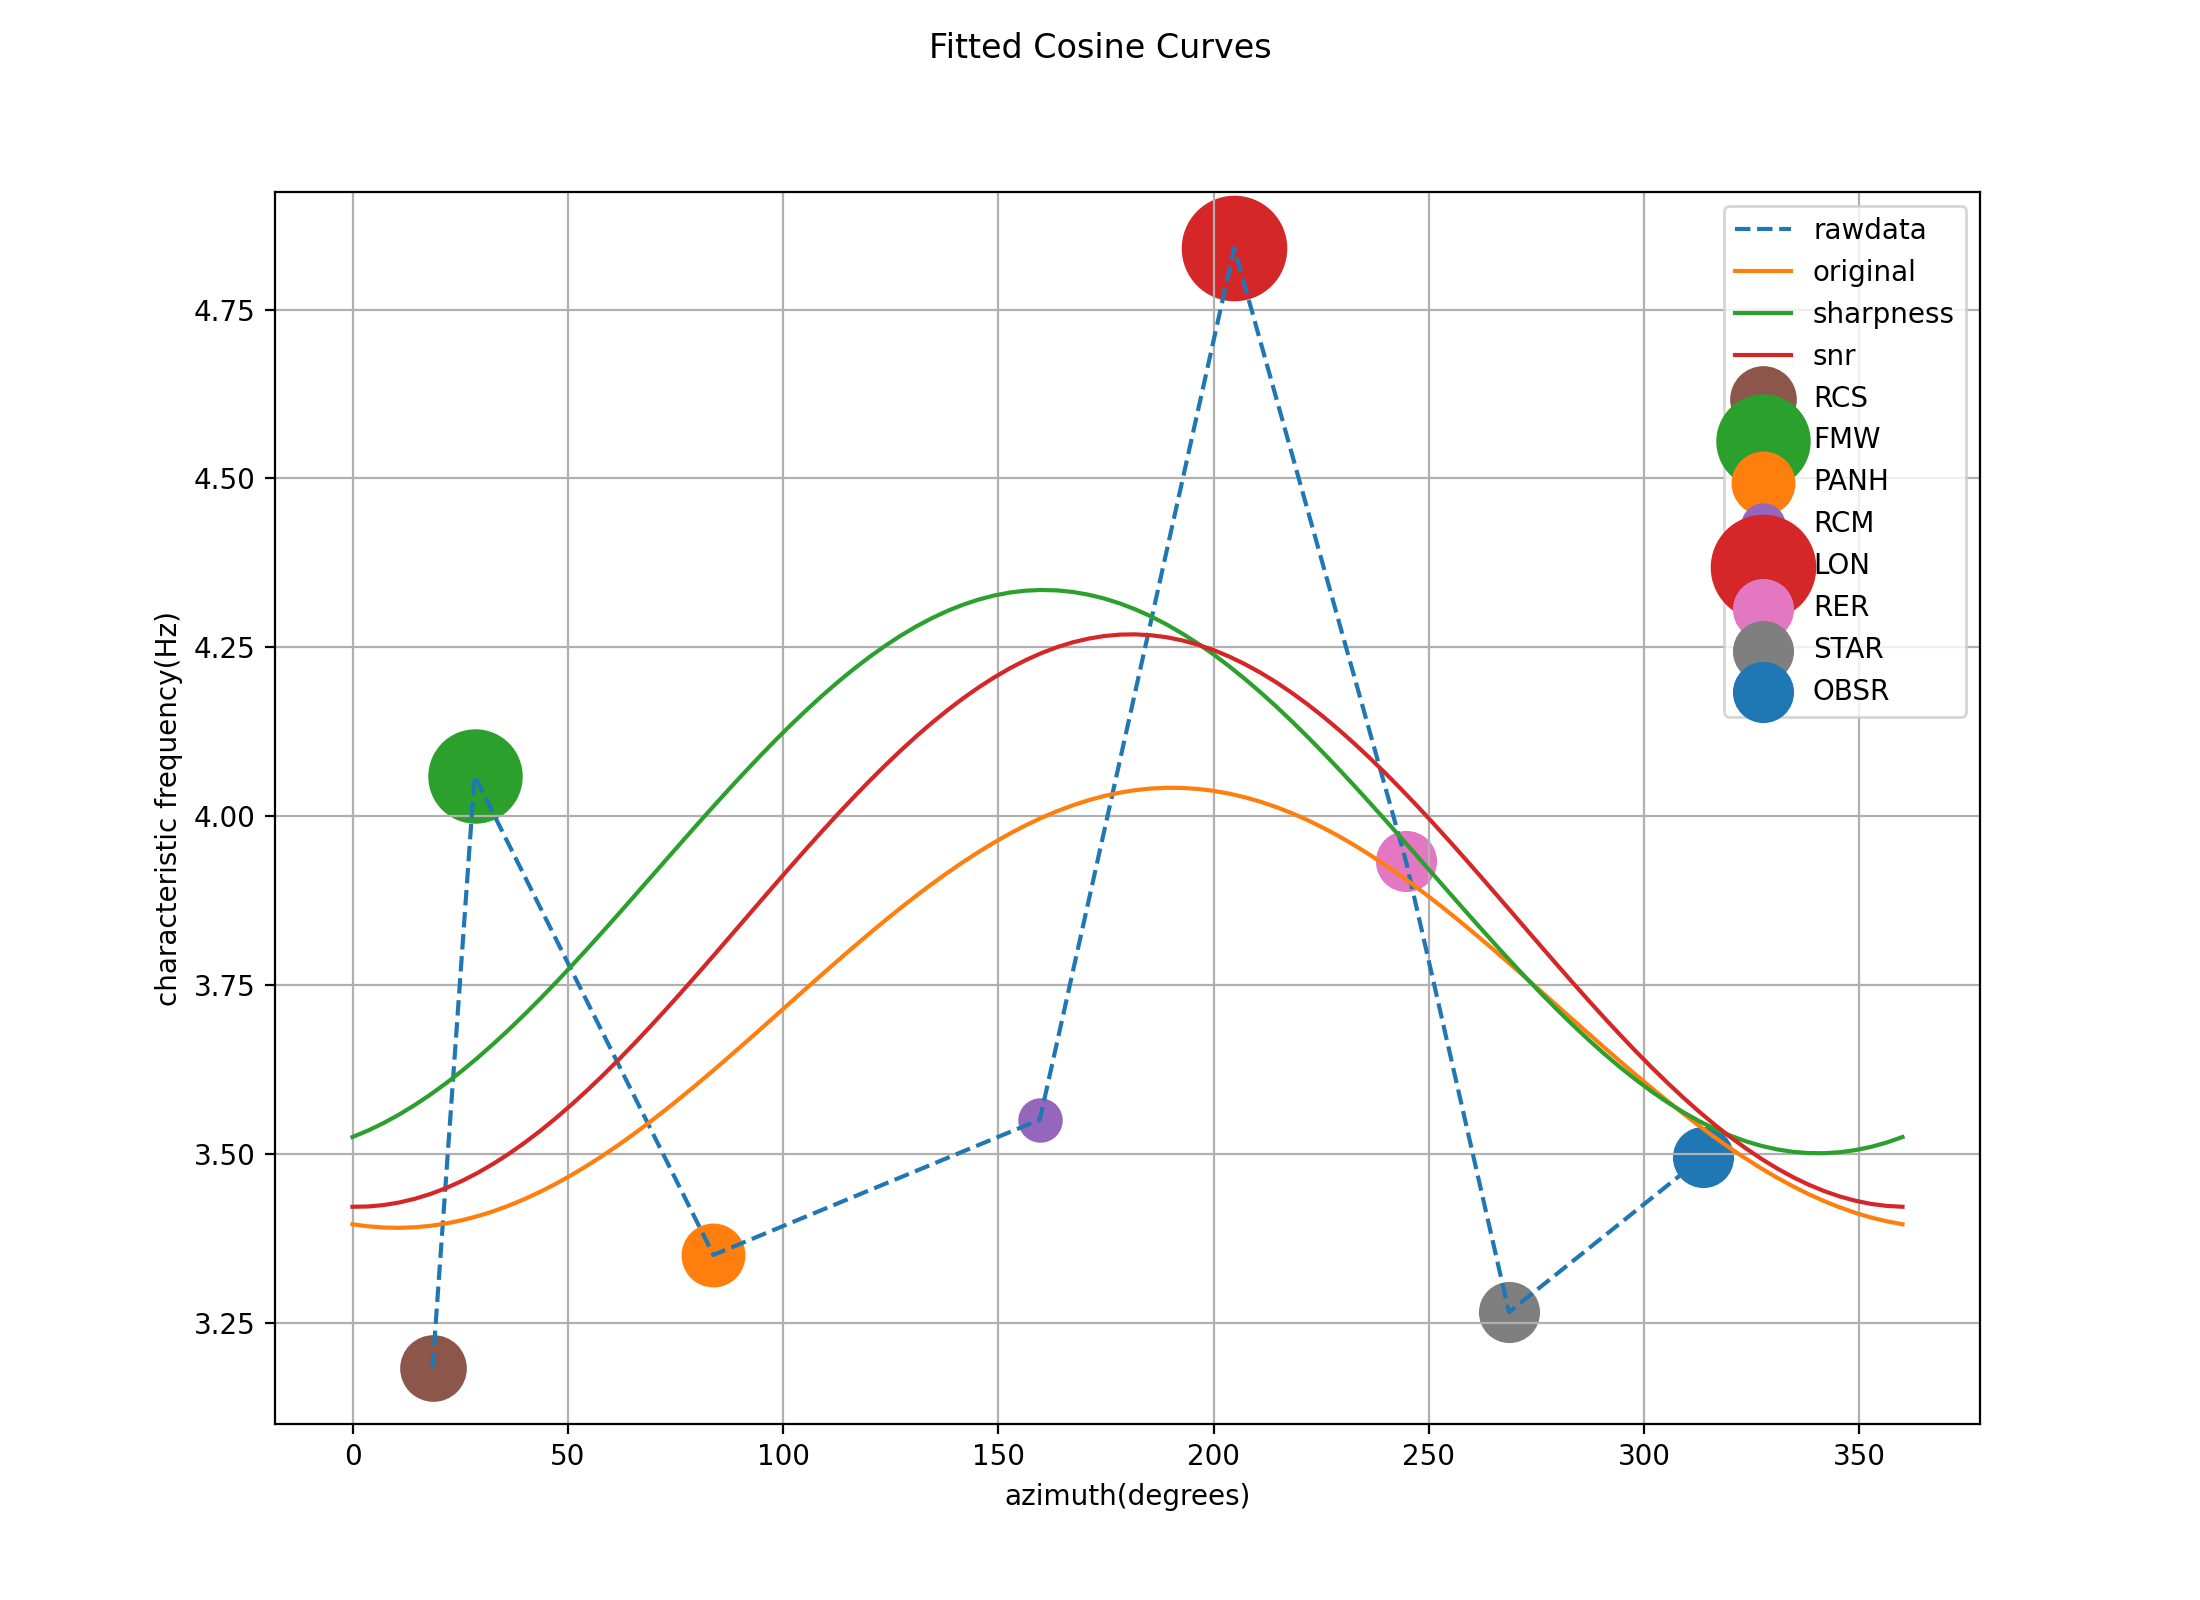 Fitted Cosine Curves
4.75
4.50
4.25
4.00
3.75
3.50
3.25
characteristic frequency(Hz)
0 50 100 150 200 250 300 350
azimuth(degrees)
rawdata
original
sharpness
snr
RCS
FMW
PANH
RCM
LON
RER
STAR
OBSR